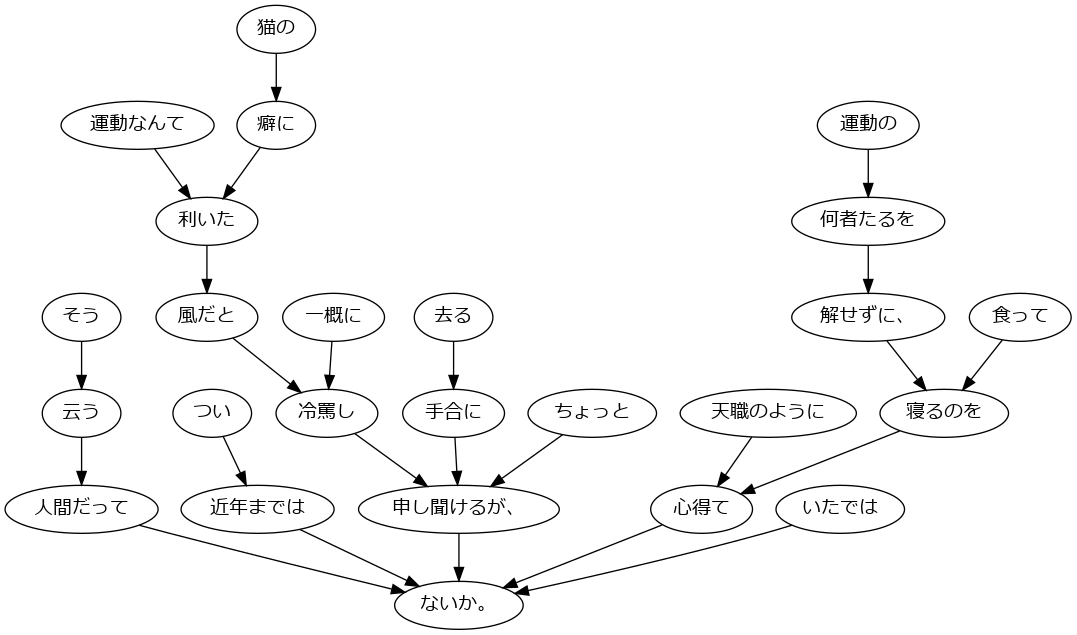 猫の
運動なんて
癖に
運動の
利いた
何者たるを
そう
風だと
一概に
去る
解せずに、
食って
云う
つい
冷罵し
手合に
ちょっと
天職のように
寝るのを
人間だって
近年までは
申し聞けるが、
心得て
いたでは
ないか。